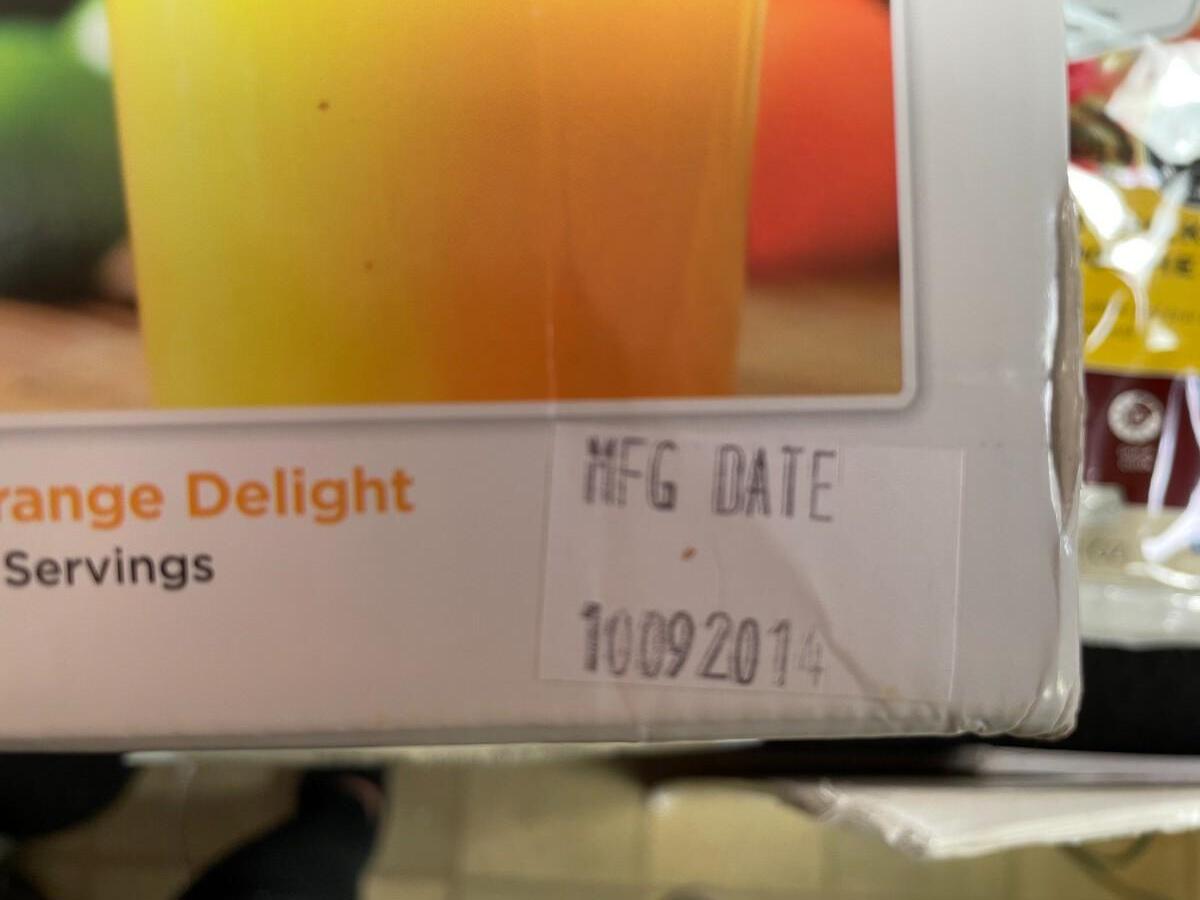 range Delight
Servings
MFG DATE
10092014